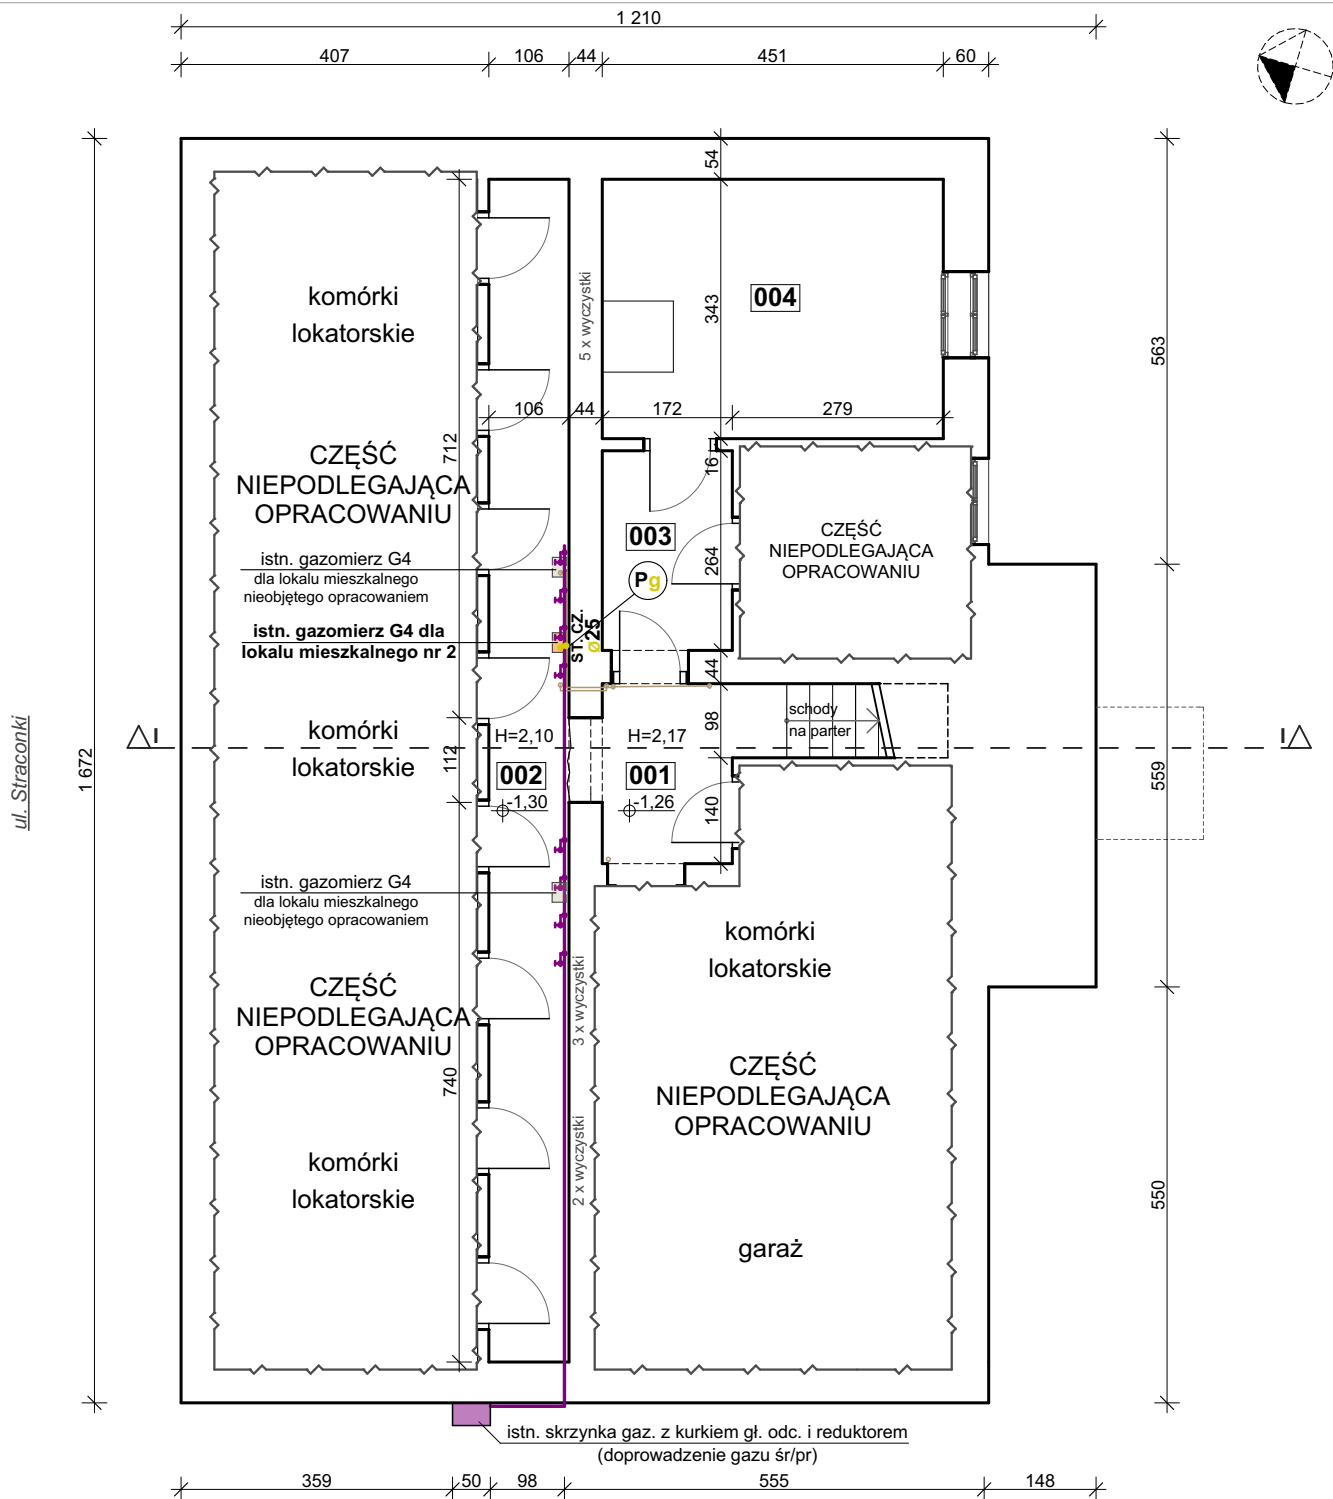 1 210
407
106
44
451
60
54
5 x wyczystki
343
004
563
komórki
lokatorskie
106
44
172
279
712
16
CZĘŚĆ
NIEPODLEGAJĄCA
OPRACOWANIU
003
264
CZĘŚĆ
NIEPODLEGAJĄCA
OPRACOWANIU
istn. gazomierz G4
dla lokalu mieszkalnego
nieobjętego opracowaniem
Pg
istn. gazomierz G4 dla
lokalu mieszkalnego nr 2
ST.CZ.
ø25
44
ul. Straconki
1 672
komórki
lokatorskie
112
I
H=2,10
002
-1,30
H=2,17
001
-1,26
98
140
schody
na parter
I
559
istn. gazomierz G4
dla lokalu mieszkalnego
nieobjętego opracowaniem
komórki
lokatorskie
3 x wyczystki
CZĘŚĆ
NIEPODLEGAJĄCA
OPRACOWANIU
740
CZĘŚĆ
NIEPODLEGAJĄCA
OPRACOWANIU
2 x wyczystki
komórki
lokatorskie
550
garaż
istn. skrzynka gaz. z kurkiem gł. odc. i reduktorem
(doprowadzenie gazu śr/pr)
359
50
98
555
148